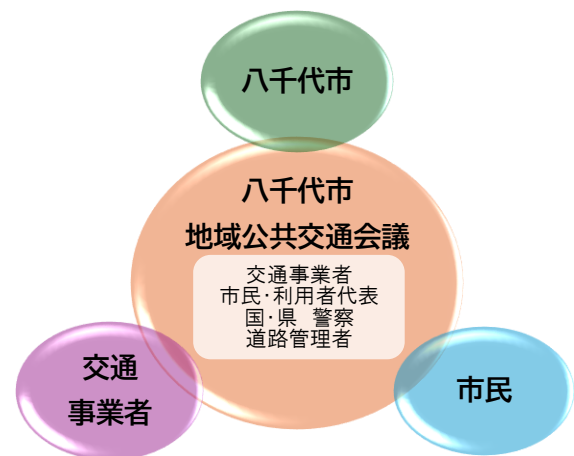 八千代市
八千代市
地域公共交通会議
交通事業者
市民・利用者代表
国・県 警察
道路管理者
交通
事業者
市民